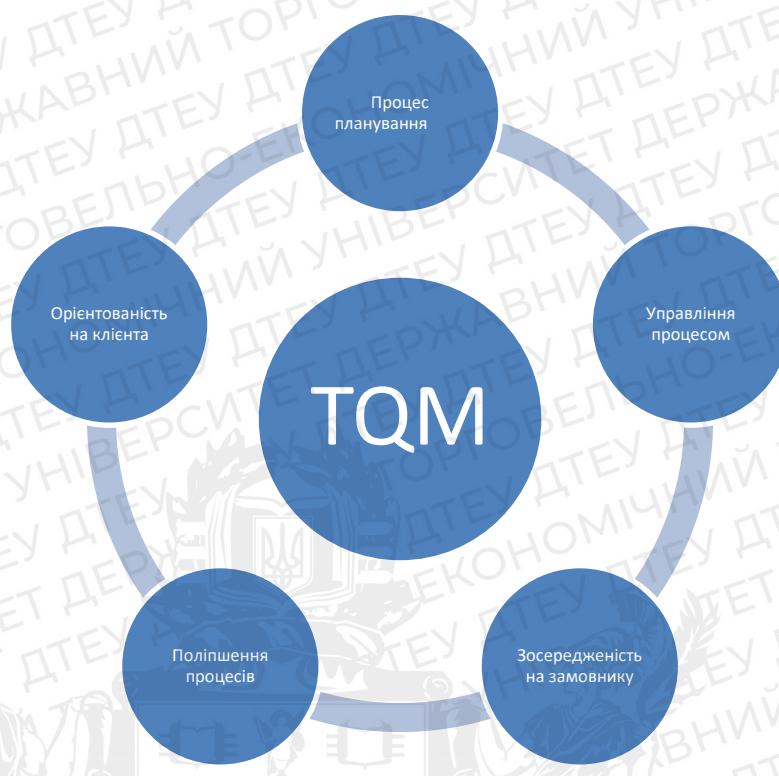 Процес
планування
Орієнтованість
на клієнта
Управління
процесом
TQM
Поліпшення
процесів
Зосередженість
на замовнику